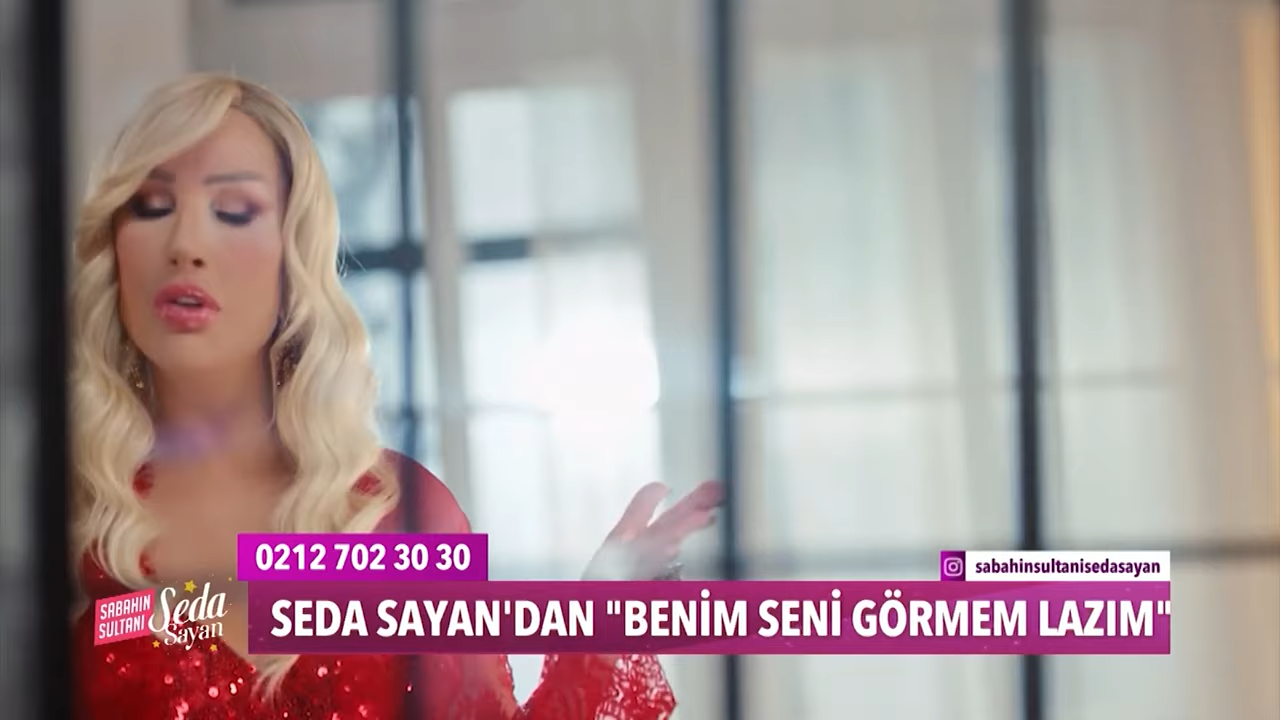 0212 702 30 30
sabahinsultanisedasayan
SABAHIN
SULTANI
Seda
Sayan
SEDA SAYAN'DAN "BENİM SENİ GÖRMEM LAZIM"